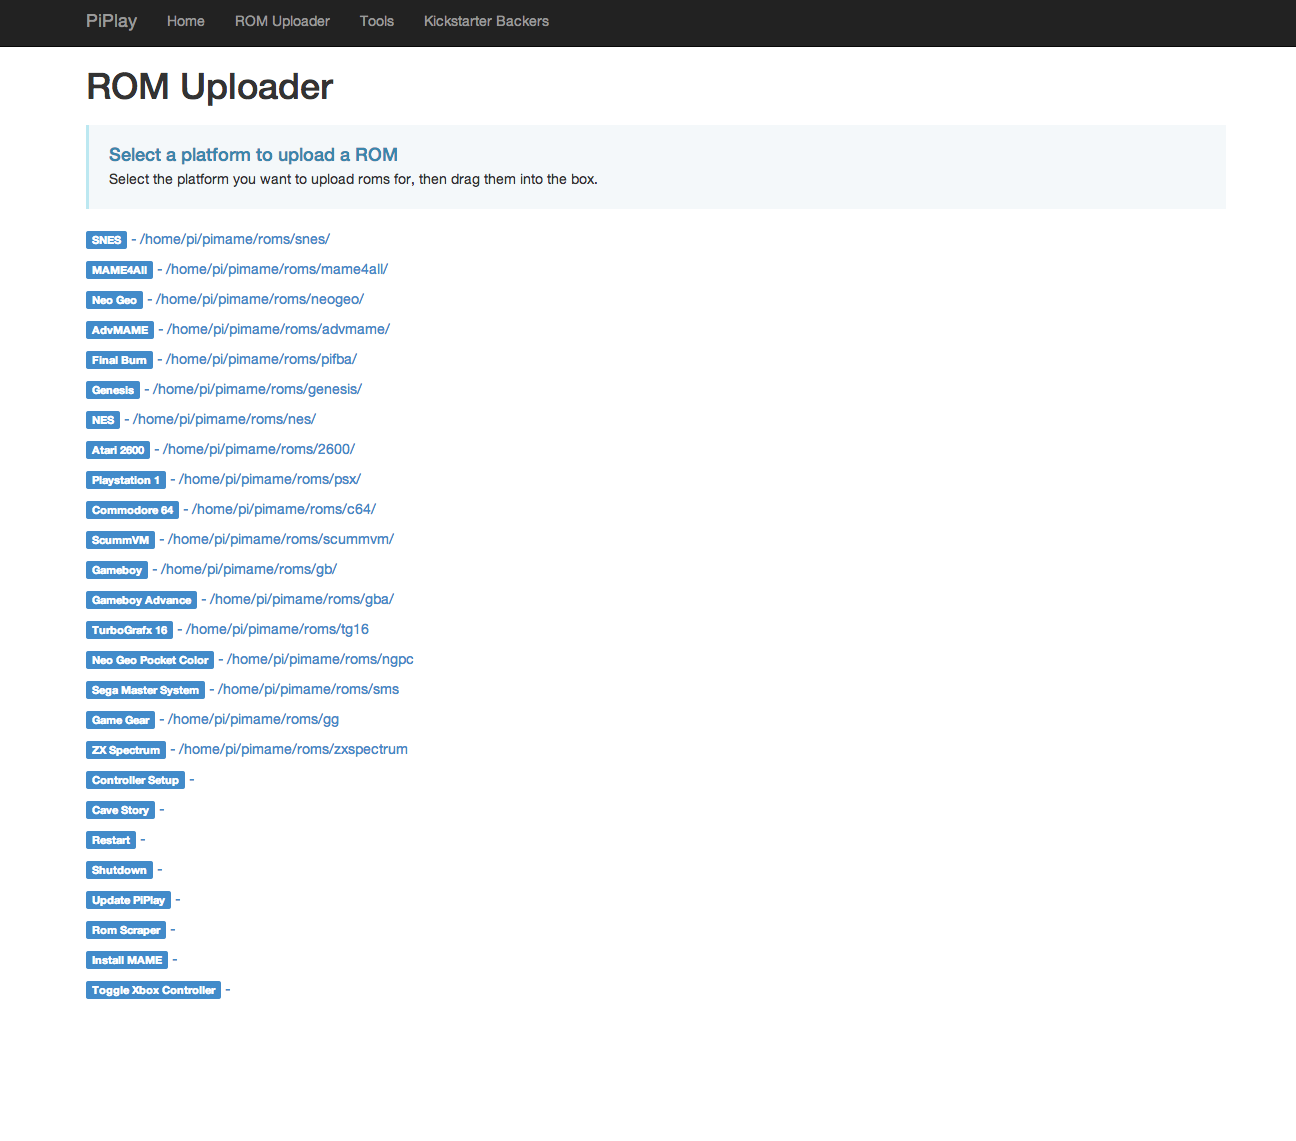 PiPlay Home ROM Uploader Tools Kickstarter Backers
ROM Uploader
Select a platform to upload a ROM
Select the platform you want to upload roms for, then drag them into the box.
SNES - /home/pi/pimame/roms/snes/
MAME4All - /home/pi/pimame/roms/mame4all/
Neo Geo - /home/pi/pimame/roms/neogeo/
AdvMAME - /home/pi/pimame/roms/advmame/
Final Burn - /home/pi/pimame/roms/pifba/
Genesis - /home/pi/pimame/roms/genesis/
NES - /home/pi/pimame/roms/nes/
Atari 2600 - /home/pi/pimame/roms/2600/
Playstation 1 - /home/pi/pimame/roms/psx/
Commodore 64 - /home/pi/pimame/roms/c64/
ScummVM - /home/pi/pimame/roms/scummvm/
Gameboy - /home/pi/pimame/roms/gb/
Gameboy Advance - /home/pi/pimame/roms/gba/
TurboGrafx 16 - /home/pi/pimame/roms/tg16
Neo Geo Pocket Color - /home/pi/pimame/roms/ngpc
Sega Master System - /home/pi/pimame/roms/sms
Game Gear - /home/pi/pimame/roms/gg
ZX Spectrum - /home/pi/pimame/roms/zxspectrum
Controller Setup -
Cave Story -
Restart -
Shutdown -
Update PiPlay -
Rom Scraper -
Install MAME -
Toggle Xbox Controller -